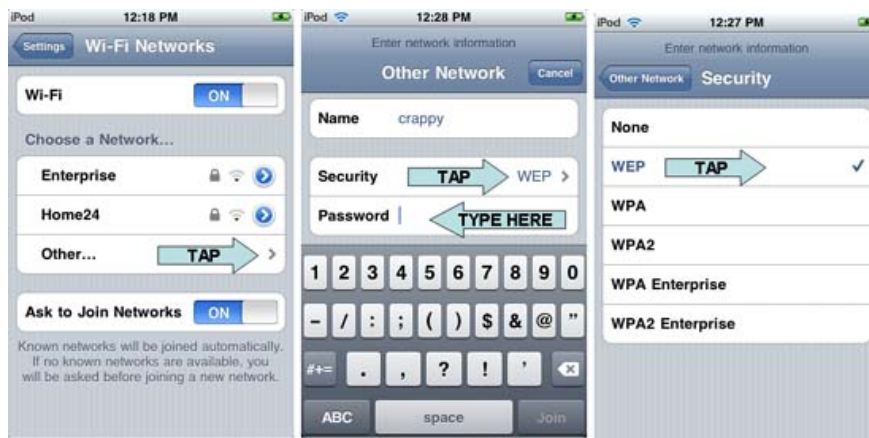 iPod 12:18 PM
Settings Wi-Fi Networks
Wi-Fi ON
Choose a Network...
Enterprise
Home24
Other... TAP
Ask to Join Networks ON
Known networks will be joined automatically.
If no known networks are available, you
will be asked before joining a new network.
iPod 12:28 PM
Enter network information
Other Network Cancel
Name crappy
Security TAP WEP
Password TYPE HERE
1 2 3 4 5 6 7 8 9 0
- / : ; ( ) $ & @ "
#+= . , ? ! '
ABC space Join
iPod 12:27 PM
Enter network information
Other Network Security
None
WEP TAP
WPA
WPA2
WPA Enterprise
WPA2 Enterprise